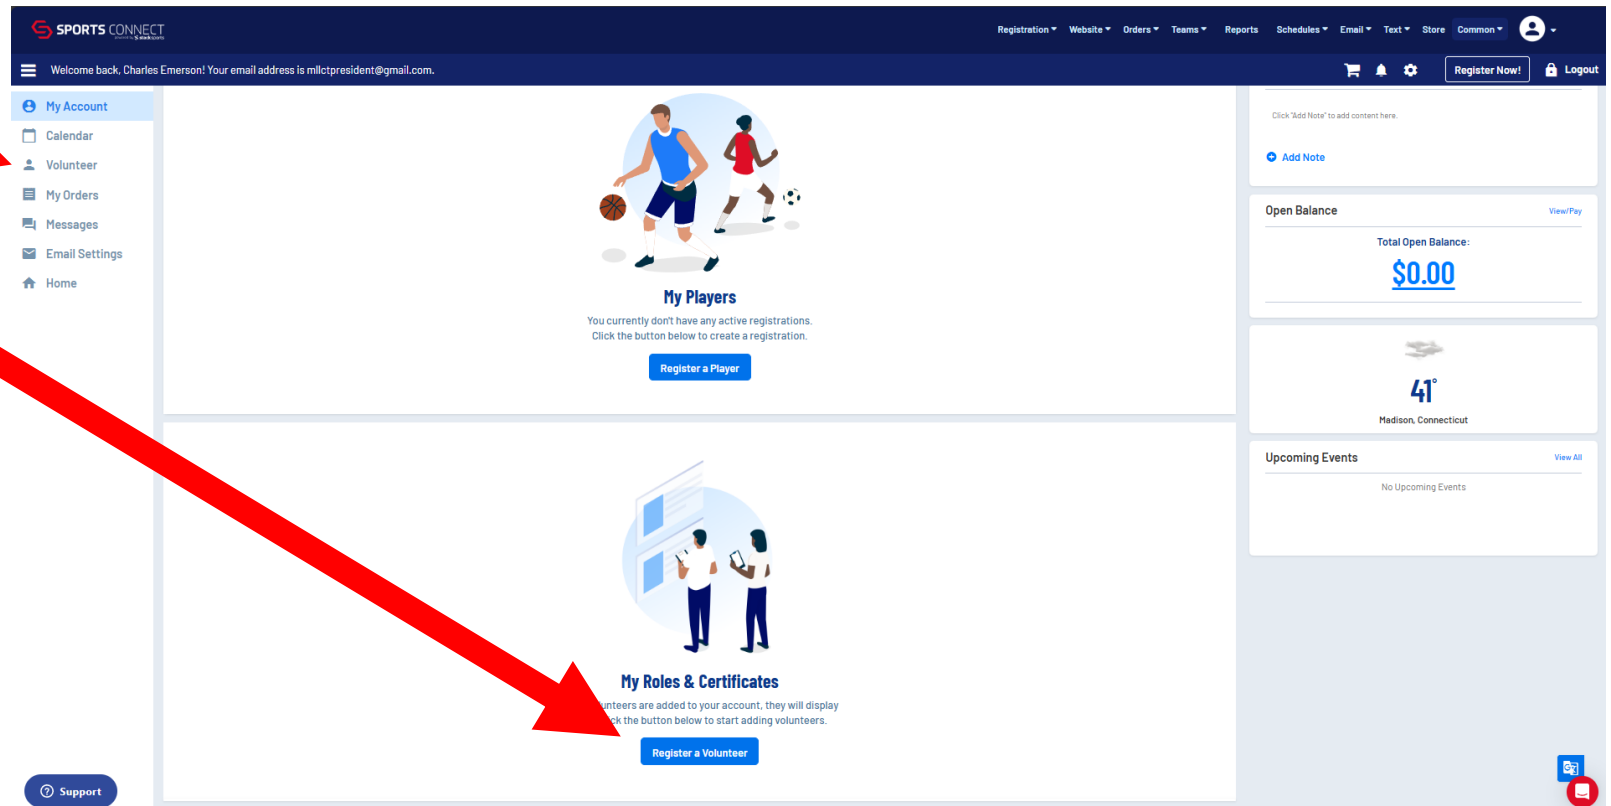 SPORTS CONNECT
powered by stacksports
Registration Website Orders Teams Reports Schedules Email Text Store Common
Welcome back, Charles Emerson! Your email address is mllctpresident@gmail.com.
Register Now! Logout
My Account
Calendar
Volunteer
My Orders
Messages
Email Settings
Home
Support
My Players
You currently don't have any active registrations.
Click the button below to create a registration.
Register a Player
My Roles & Certificates
unteers are added to your account, they will display
ck the button below to start adding volunteers.
Register a Volunteer
Click "Add Note" to add content here.
Add Note
Open Balance View/Pay
Total Open Balance:
$0.00
41°
Madison, Connecticut
Upcoming Events View All
No Upcoming Events